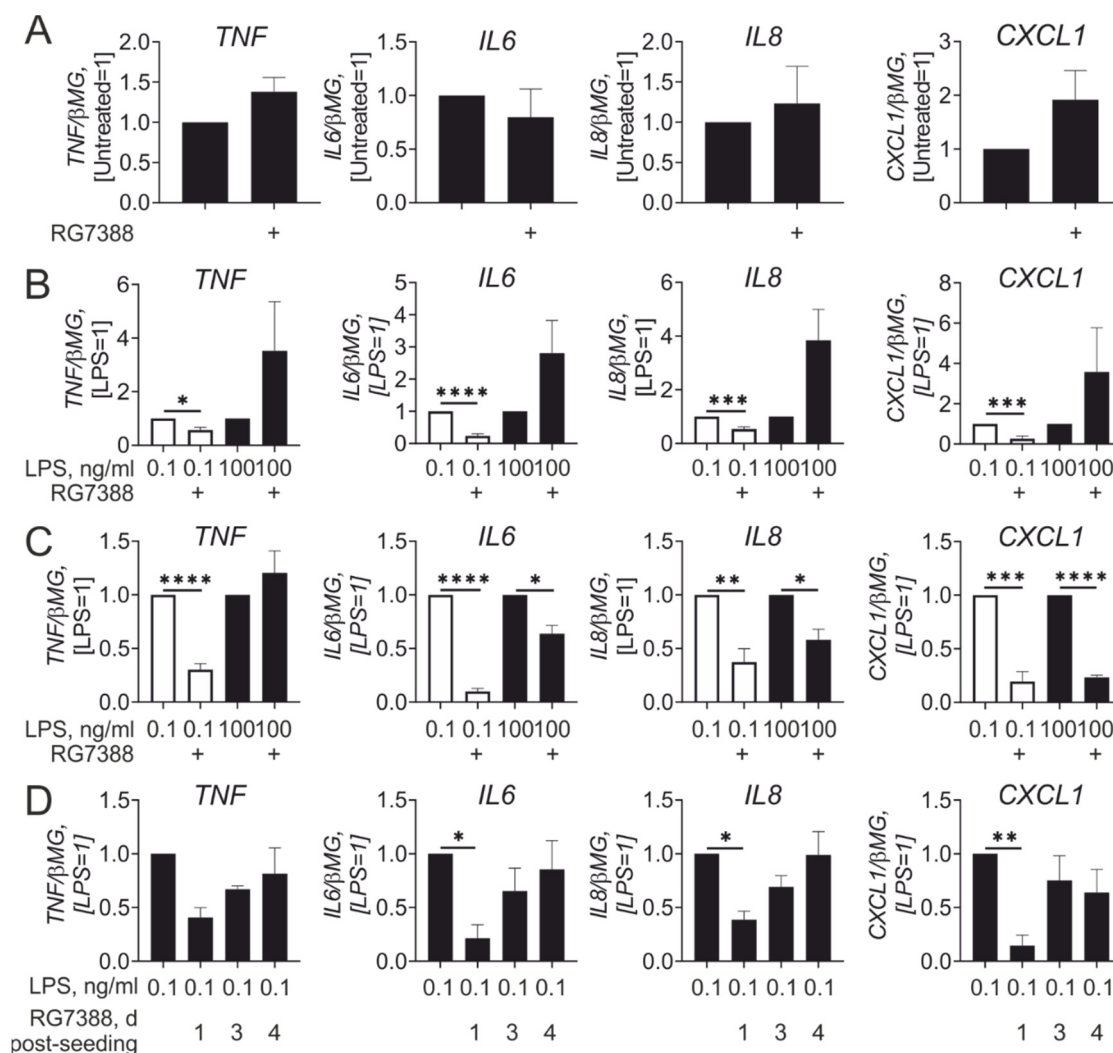 A
TNF IL6 IL8 CXCL1
TNF/βMG, [Untreated=1] IL6/βMG, [Untreated=1] IL8/βMG, [Untreated=1] CXCL1/βMG, [Untreated=1]
2.0 2.0 2.0 3
1.5 1.5 1.5 2
1.0 1.0 1.0 1
0.5 0.5 0.5
0.0 0.0 0.0 0
RG7388 + + + +
B
TNF IL6 IL8 CXCL1
TNF/βMG, [LPS=1] IL6/βMG, [LPS=1] IL8/βMG, [LPS=1] CXCL1/βMG, [LPS=1]
6 5 6 8
4 4 4 6
2 3 2 4
0 2 0 2
1 0
0
* **** *** ***
LPS, ng/ml 0.1 0.1 100 100 0.1 0.1 100 100 0.1 0.1 100 100 0.1 0.1 100 100
RG7388 + + + + + + + +
C
TNF IL6 IL8 CXCL1
TNF/βMG, [LPS=1] IL6/βMG, [LPS=1] IL8/βMG, [LPS=1] CXCL1/βMG, [LPS=1]
1.5 1.5 1.5 1.5
1.0 1.0 1.0 1.0
0.5 0.5 0.5 0.5
0.0 0.0 0.0 0.0
**** **** * ** * *** ****
LPS, ng/ml 0.1 0.1 100 100 0.1 0.1 100 100 0.1 0.1 100 100 0.1 0.1 100 100
RG7388 + + + + + + + +
D
TNF IL6 IL8 CXCL1
TNF/βMG, [LPS=1] IL6/βMG, [LPS=1] IL8/βMG, [LPS=1] CXCL1/βMG, [LPS=1]
1.5 1.5 1.5 1.5
1.0 1.0 1.0 1.0
0.5 0.5 0.5 0.5
0.0 0.0 0.0 0.0
* * **
LPS, ng/ml 0.1 0.1 0.1 0.1 0.1 0.1 0.1 0.1 0.1 0.1 0.1 0.1 0.1 0.1 0.1 0.1
RG7388, d
post-seeding 1 3 4 1 3 4 1 3 4 1 3 4